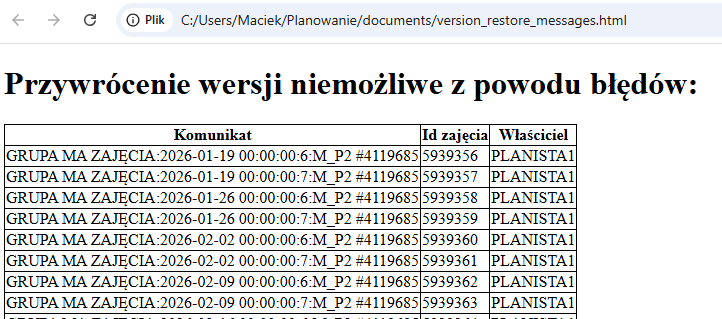 Plik C:/Users/Maciek/Planowanie/documents/version_restore_messages.html
Przywrócenie wersji niemożliwe z powodu błędów:
Komunikat Id zajęcia Właściciel
GRUPA MA ZAJĘCIA:2026-01-19 00:00:00:6:M_P2 #4119685 5939356 PLANISTA1
GRUPA MA ZAJĘCIA:2026-01-19 00:00:00:7:M_P2 #4119685 5939357 PLANISTA1
GRUPA MA ZAJĘCIA:2026-01-26 00:00:00:6:M_P2 #4119685 5939358 PLANISTA1
GRUPA MA ZAJĘCIA:2026-01-26 00:00:00:7:M_P2 #4119685 5939359 PLANISTA1
GRUPA MA ZAJĘCIA:2026-02-02 00:00:00:6:M_P2 #4119685 5939360 PLANISTA1
GRUPA MA ZAJĘCIA:2026-02-02 00:00:00:7:M_P2 #4119685 5939361 PLANISTA1
GRUPA MA ZAJĘCIA:2026-02-09 00:00:00:6:M_P2 #4119685 5939362 PLANISTA1
GRUPA MA ZAJĘCIA:2026-02-09 00:00:00:7:M_P2 #4119685 5939363 PLANISTA1